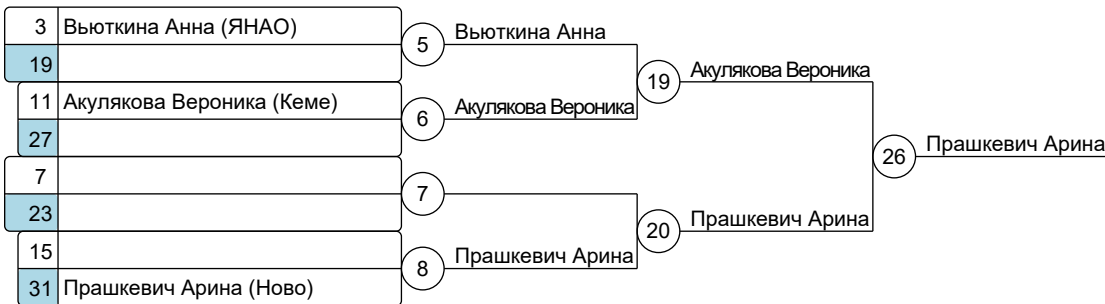 3 Вьюткина Анна (ЯНАО)
19
11 Акулякова Вероника (Кеме)
27
7
23
15
31 Прашкевич Арина (Ново)
5 Вьюткина Анна
6 Акулякова Вероника
7
8 Прашкевич Арина
19 Акулякова Вероника
20 Прашкевич Арина
26 Прашкевич Арина